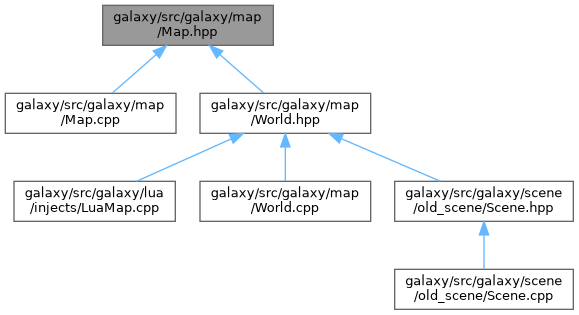 galaxy/src/galaxy/map
/Map.hpp
galaxy/src/galaxy/map
/Map.cpp
galaxy/src/galaxy/map
/World.hpp
galaxy/src/galaxy/lua
/injects/LuaMap.cpp
galaxy/src/galaxy/map
/World.cpp
galaxy/src/galaxy/scene
/old_scene/Scene.hpp
galaxy/src/galaxy/scene
/old_scene/Scene.cpp